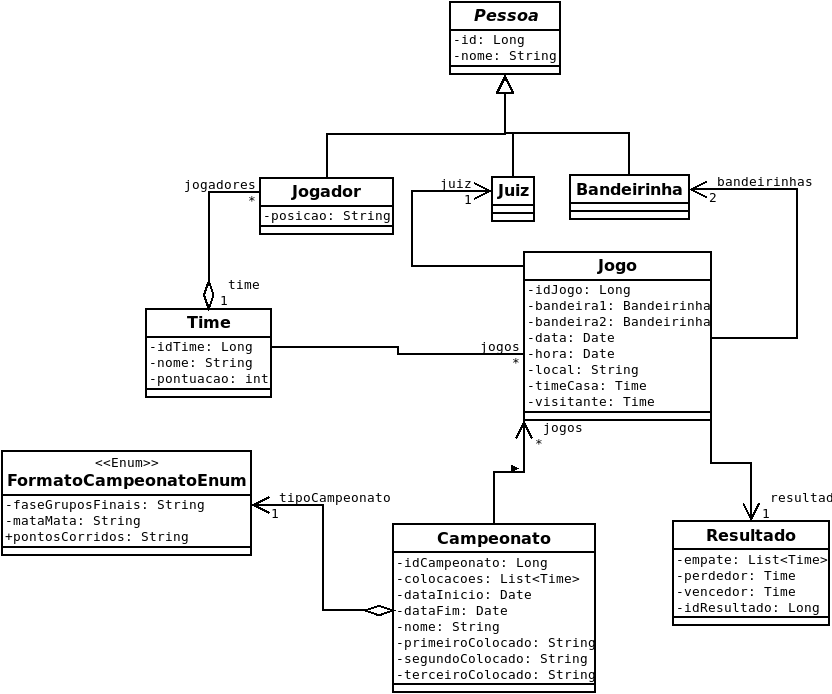 Pessoa
-id: Long
-nome: String
jogadores
*
Jogador
-posicao: String
juiz
1
Juiz
Bandeirinha
bandeirinhas
2
time
1
Time
-idTime: Long
-nome: String
-pontuacao: int
jogos
*
Jogo
-idJogo: Long
-bandeira1: Bandeirinha
-bandeira2: Bandeirinha
-data: Date
-hora: Date
-local: String
-timeCasa: Time
-visitante: Time
jogos
*
<<Enum>>
FormatoCampeonatoEnum
-faseGruposFinais: String
-mataMata: String
+pontosCorridos: String
tipoCampeonato
1
Campeonato
-idCampeonato: Long
-colocacoes: List<Time>
-dataInicio: Date
-dataFim: Date
-nome: String
-primeiroColocado: String
-segundoColocado: String
-terceiroColocado: String
resultad
1
Resultado
-empate: List<Time>
-perdedor: Time
-vencedor: Time
-idResultado: Long